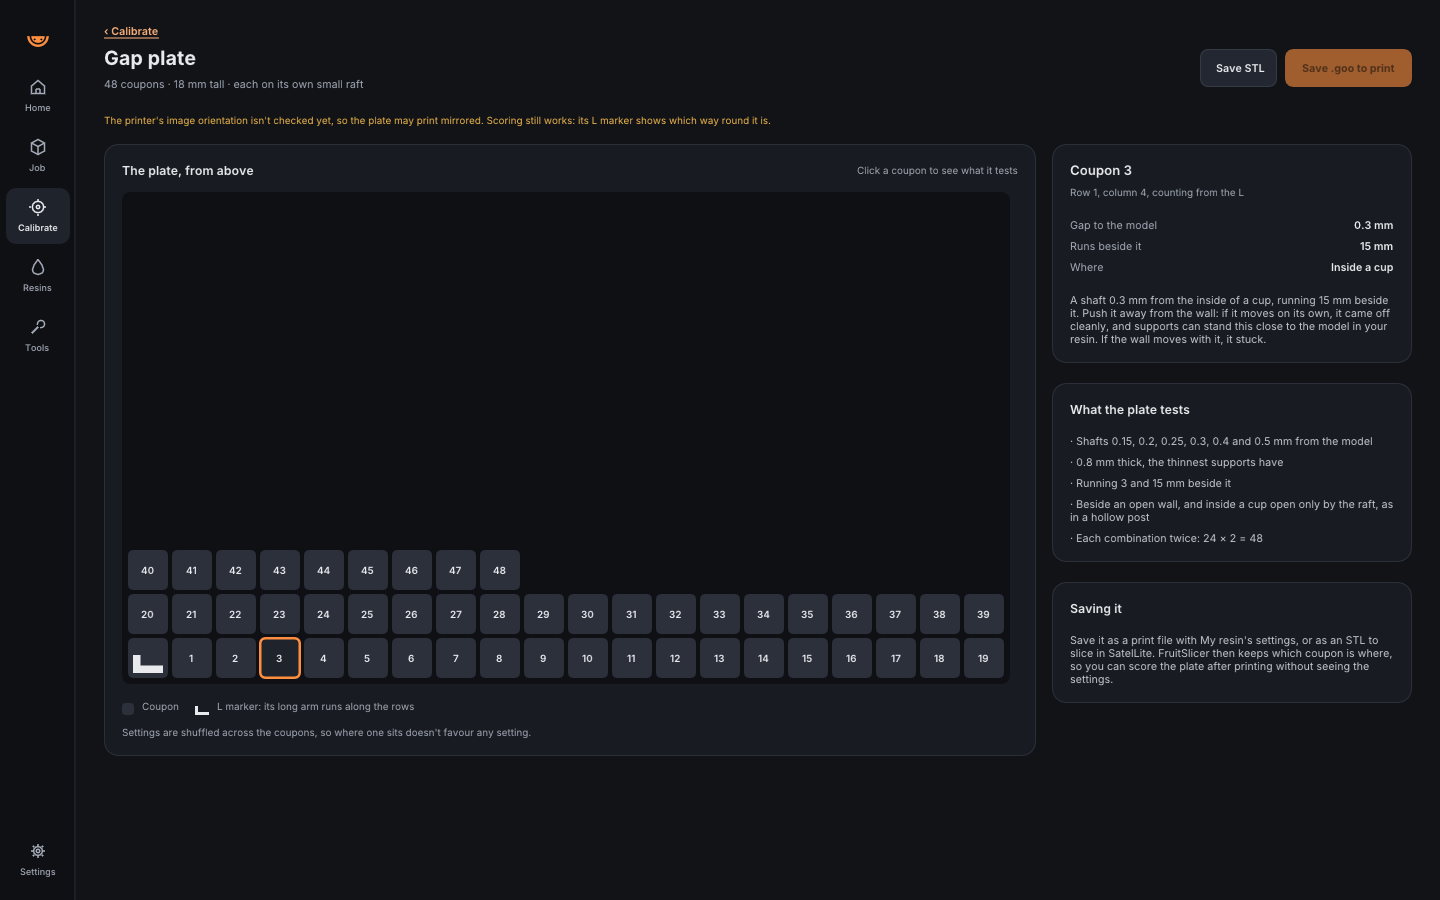 ‹ Calibrate
Gap plate
48 coupons · 18 mm tall · each on its own small raft
Save STL
Save .goo to print
Home
Job
Calibrate
Resins
Tools
Settings
The printer's image orientation isn't checked yet, so the plate may print mirrored. Scoring still works: its L marker shows which way round it is.
The plate, from above
Click a coupon to see what it tests
40 41 42 43 44 45 46 47 48
20 21 22 23 24 25 26 27 28 29 30 31 32 33 34 35 36 37 38 39
1 2 3 4 5 6 7 8 9 10 11 12 13 14 15 16 17 18 19
Coupon
L marker: its long arm runs along the rows
Settings are shuffled across the coupons, so where one sits doesn't favour any setting.
Coupon 3
Row 1, column 4, counting from the L
Gap to the model 0.3 mm
Runs beside it 15 mm
Where Inside a cup
A shaft 0.3 mm from the inside of a cup, running 15 mm beside
it. Push it away from the wall: if it moves on its own, it came off
cleanly, and supports can stand this close to the model in your
resin. If the wall moves with it, it stuck.
What the plate tests
· Shafts 0.15, 0.2, 0.25, 0.3, 0.4 and 0.5 mm from the model
· 0.8 mm thick, the thinnest supports have
· Running 3 and 15 mm beside it
· Beside an open wall, and inside a cup open only by the raft, as
in a hollow post
· Each combination twice: 24 × 2 = 48
Saving it
Save it as a print file with My resin's settings, or as an STL to
slice in SatelLite. FruitSlicer then keeps which coupon is where,
so you can score the plate after printing without seeing the
settings.